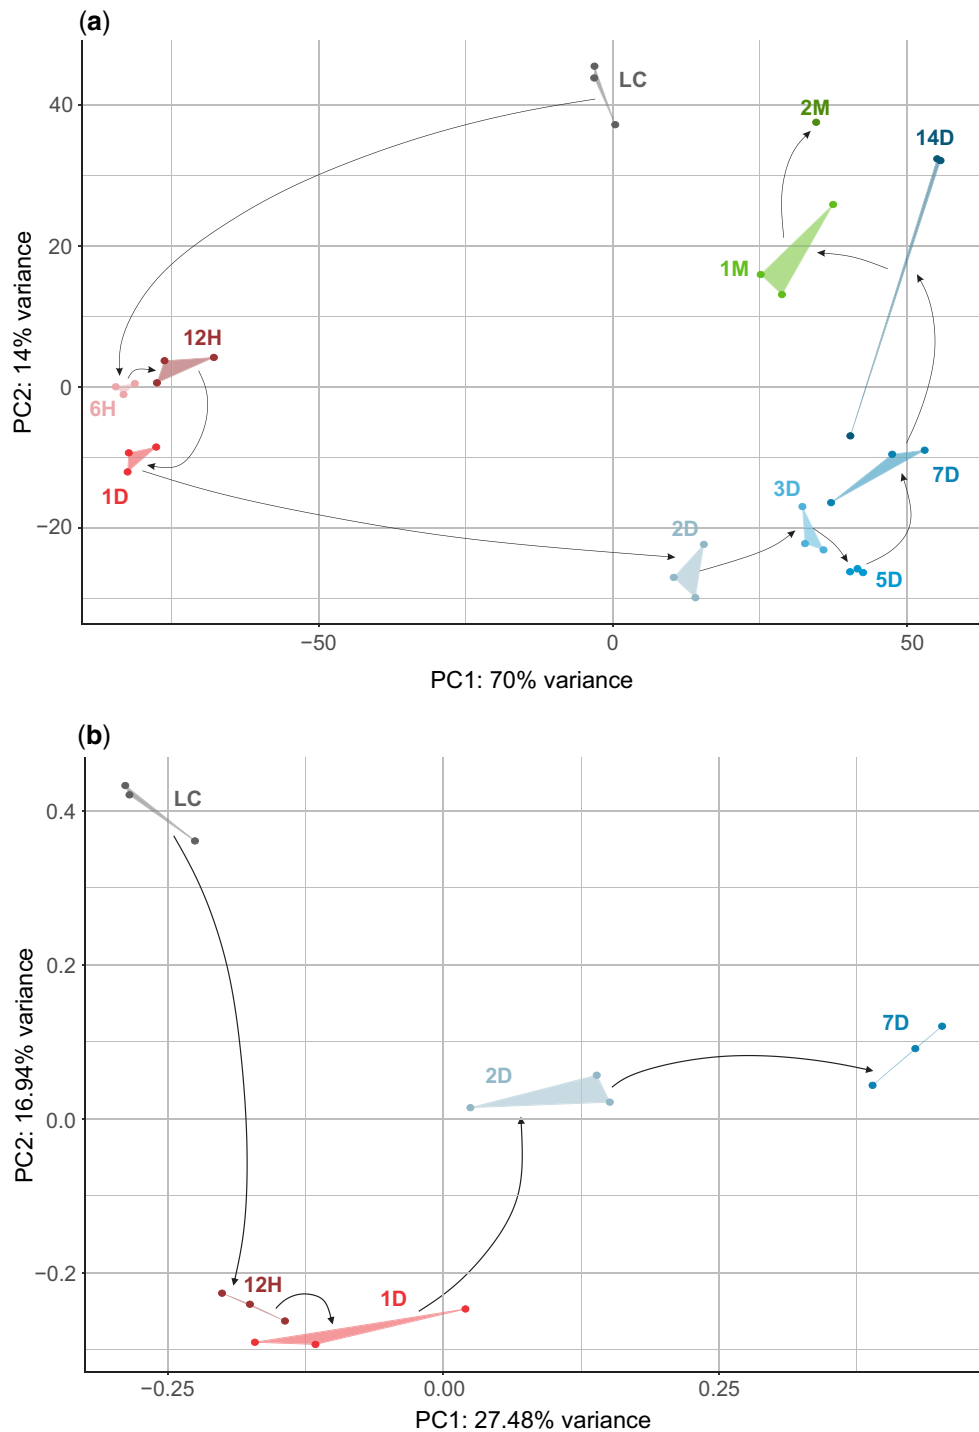 (a)
LC
2M
14D
40
20
1M
12H
0
6H
1D
3D
7D
2D
−20
5D
−50
0
50
PC1: 70% variance
PC2: 14% variance
(b)
LC
0.4
0.2
7D
2D
0.0
12H
1D
−0.2
−0.25
0.00
0.25
PC1: 27.48% variance
PC2: 16.94% variance